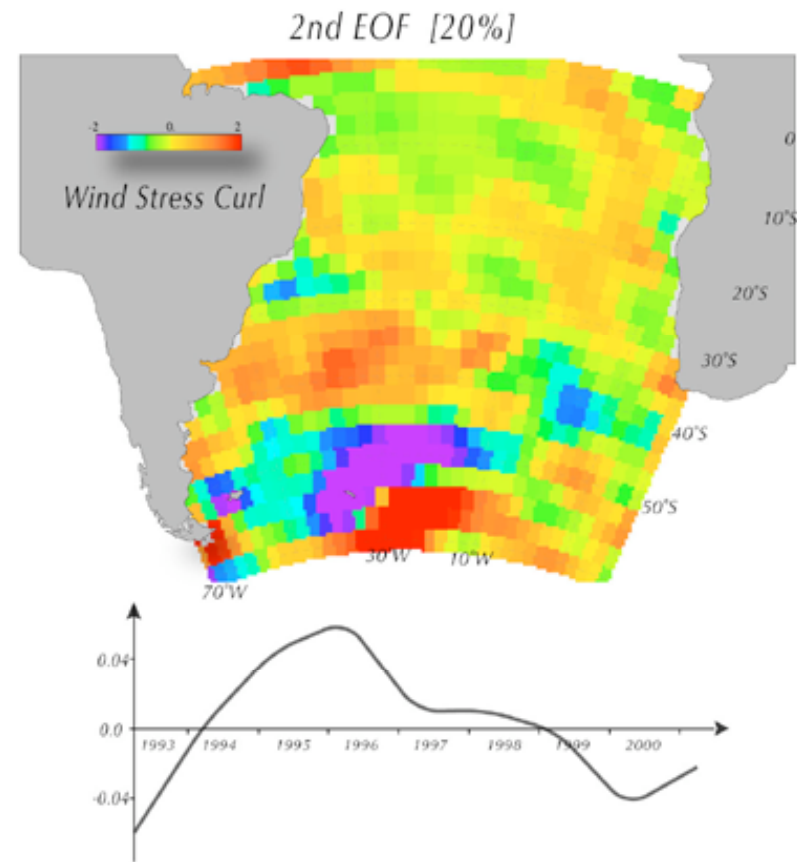 2nd EOF [20%]
-2 0. 2
Wind Stress Curl
0
10°S
20°S
30°S
40°S
50°S
30°W 10°W
70°W
0.04
0.0
1993 1994 1995 1996 1997 1998 1999 2000
-0.04